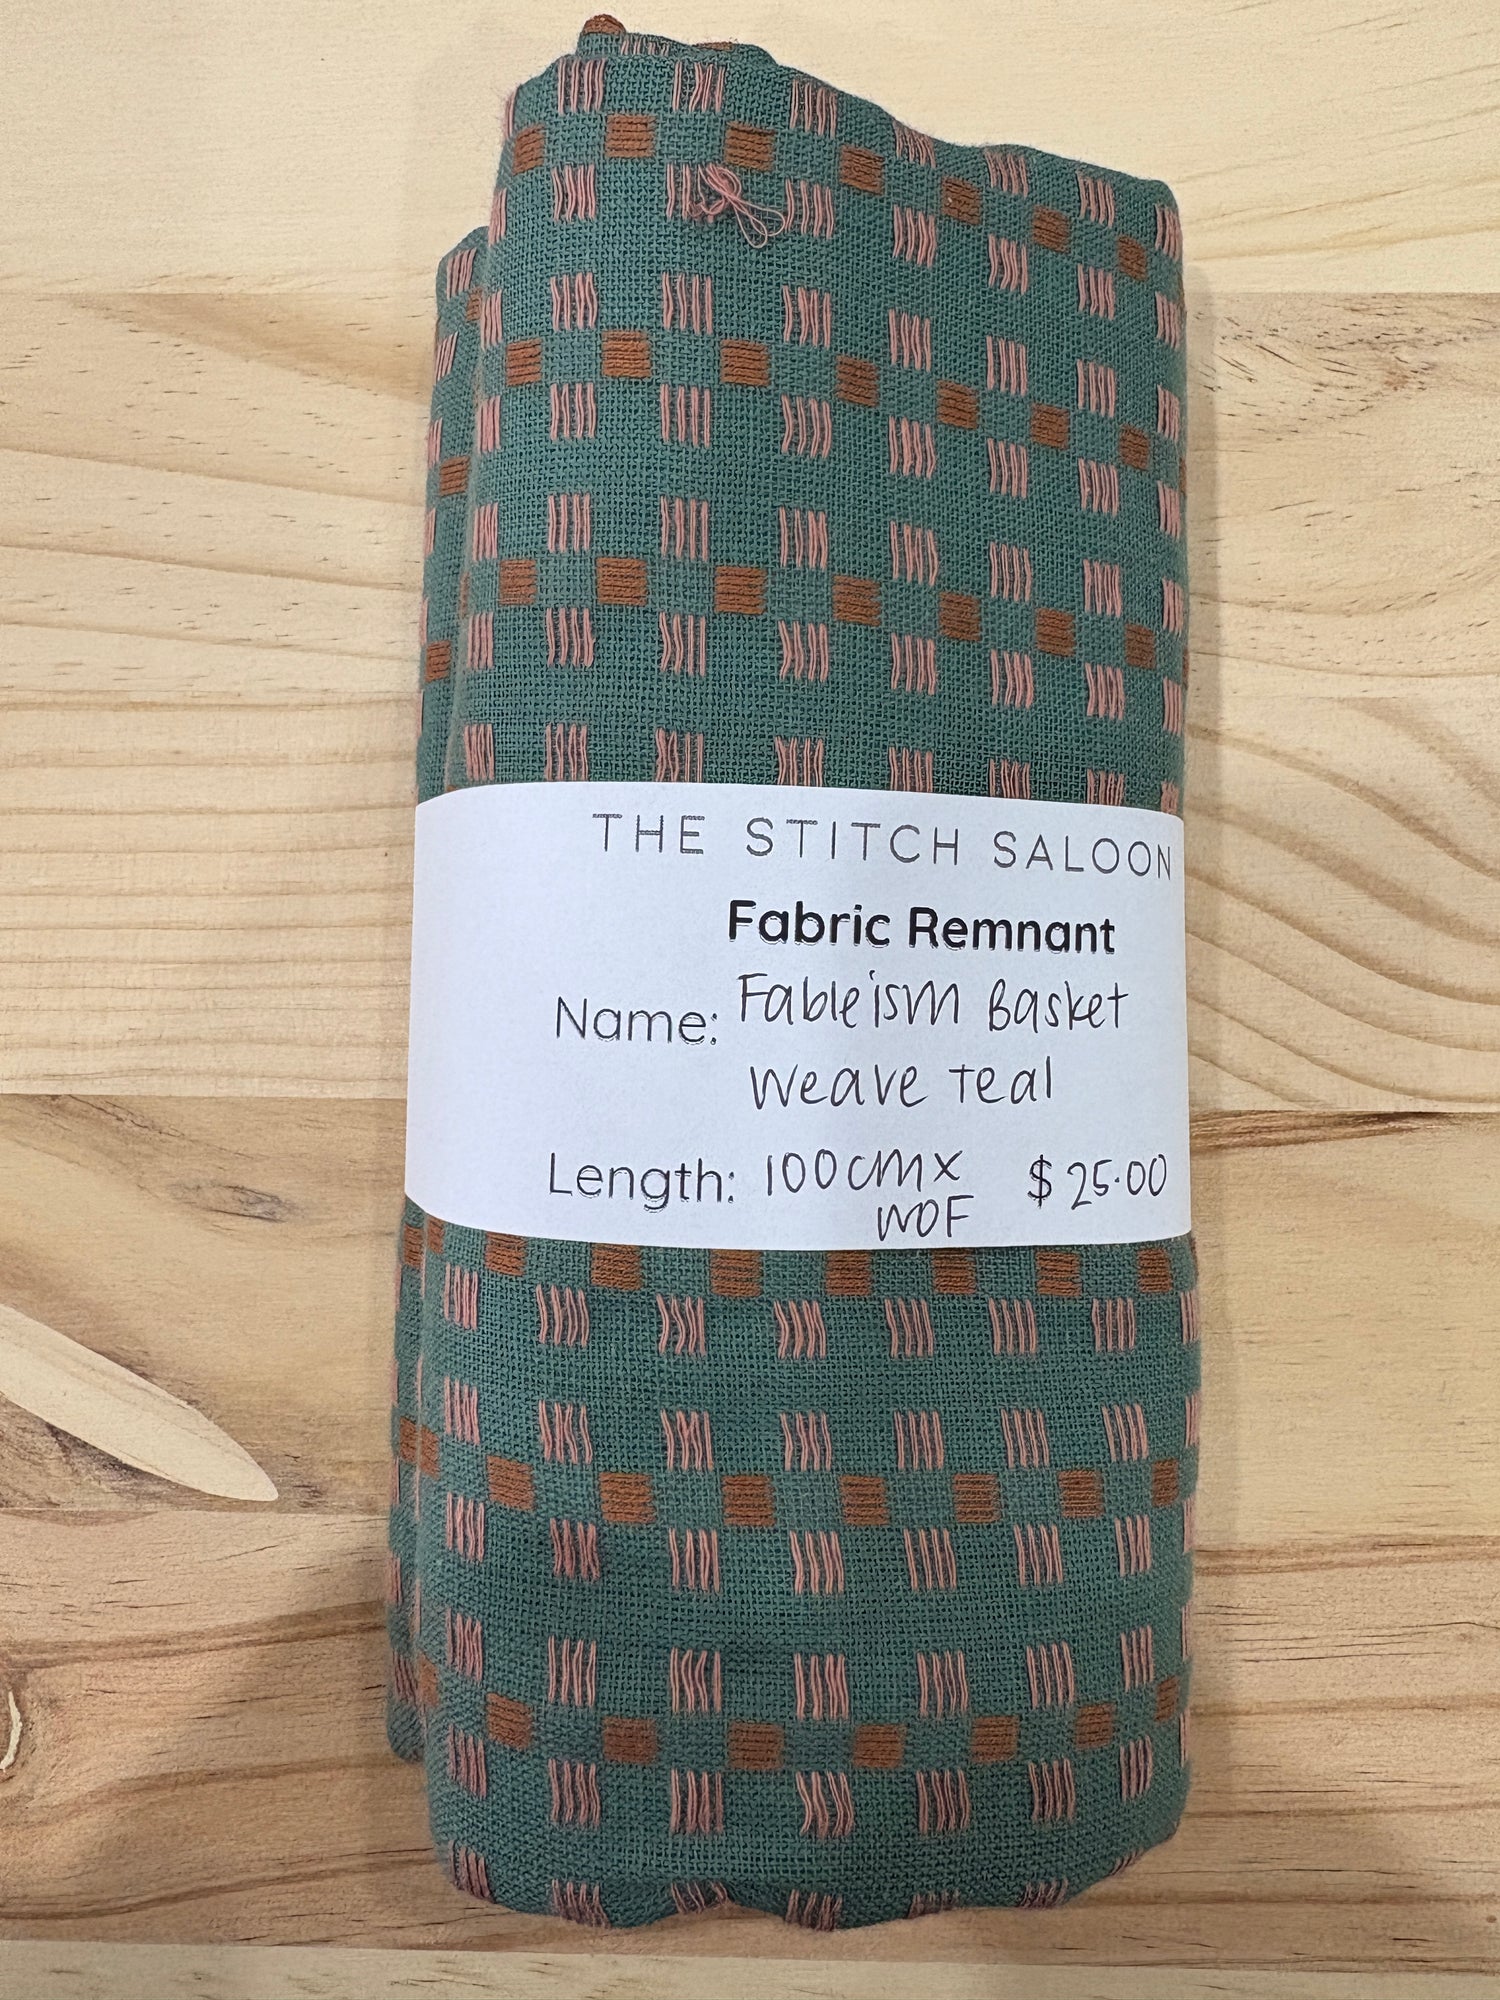 THE STITCH SALOON
Fabric Remnant
Name: Fableism Basket
Weave Teal
Length: 100cm x $25.00
WOF